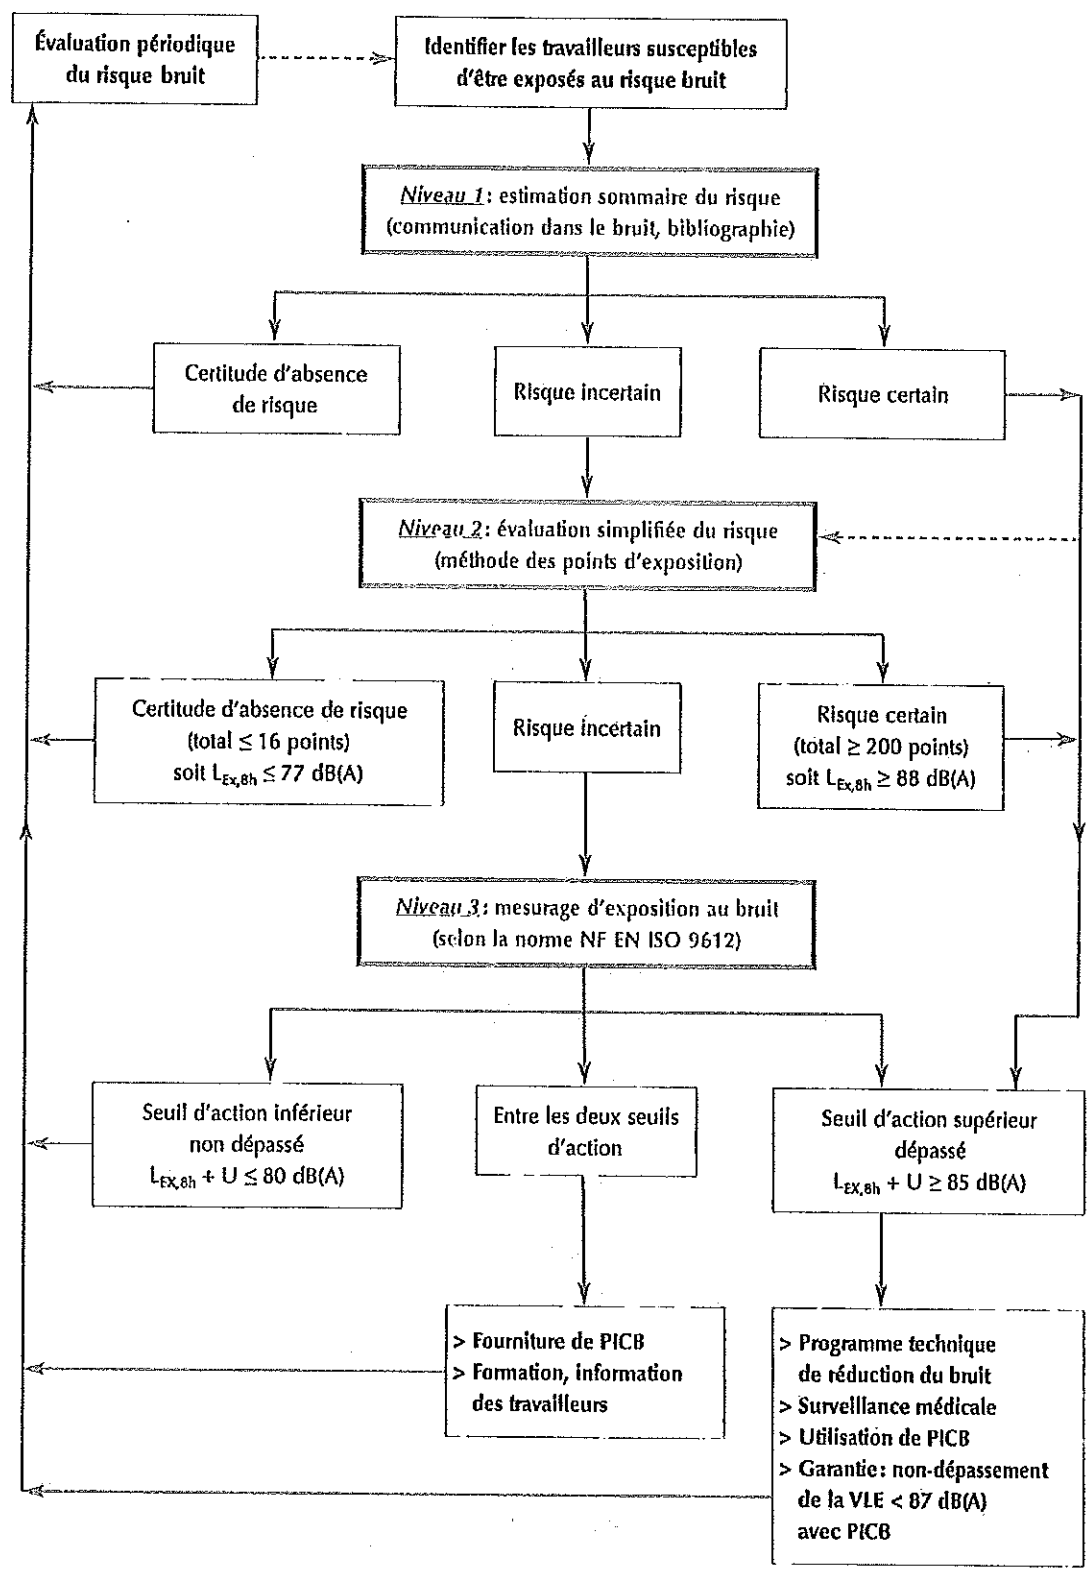 Évaluation périodique
du risque bruit
Identifier les travailleurs susceptibles
d'être exposés au risque bruit
Niveau 1 : estimation sommaire du risque
(communication dans le bruit, bibliographie)
Certitude d'absence
de risque
Risque incertain
Risque certain
Niveau 2 : évaluation simplifiée du risque
(méthode des points d'exposition)
Certitude d'absence de risque
(total ≤ 16 points)
soit LEx,8h ≤ 77 dB(A)
Risque incertain
Risque certain
(total ≥ 200 points)
soit LEx,8h ≥ 88 dB(A)
Niveau 3 : mesurage d'exposition au bruit
(selon la norme NF EN ISO 9612)
Seuil d'action inférieur
non dépassé
LEX,8h + U ≤ 80 dB(A)
Entre les deux seuils
d'action
Seuil d'action supérieur
dépassé
LEX,8h + U ≥ 85 dB(A)
> Fourniture de PICB
> Formation, information
des travailleurs
> Programme technique
de réduction du bruit
> Surveillance médicale
> Utilisation de PICB
> Garantie : non-dépassement
de la VLE < 87 dB(A)
avec PICB